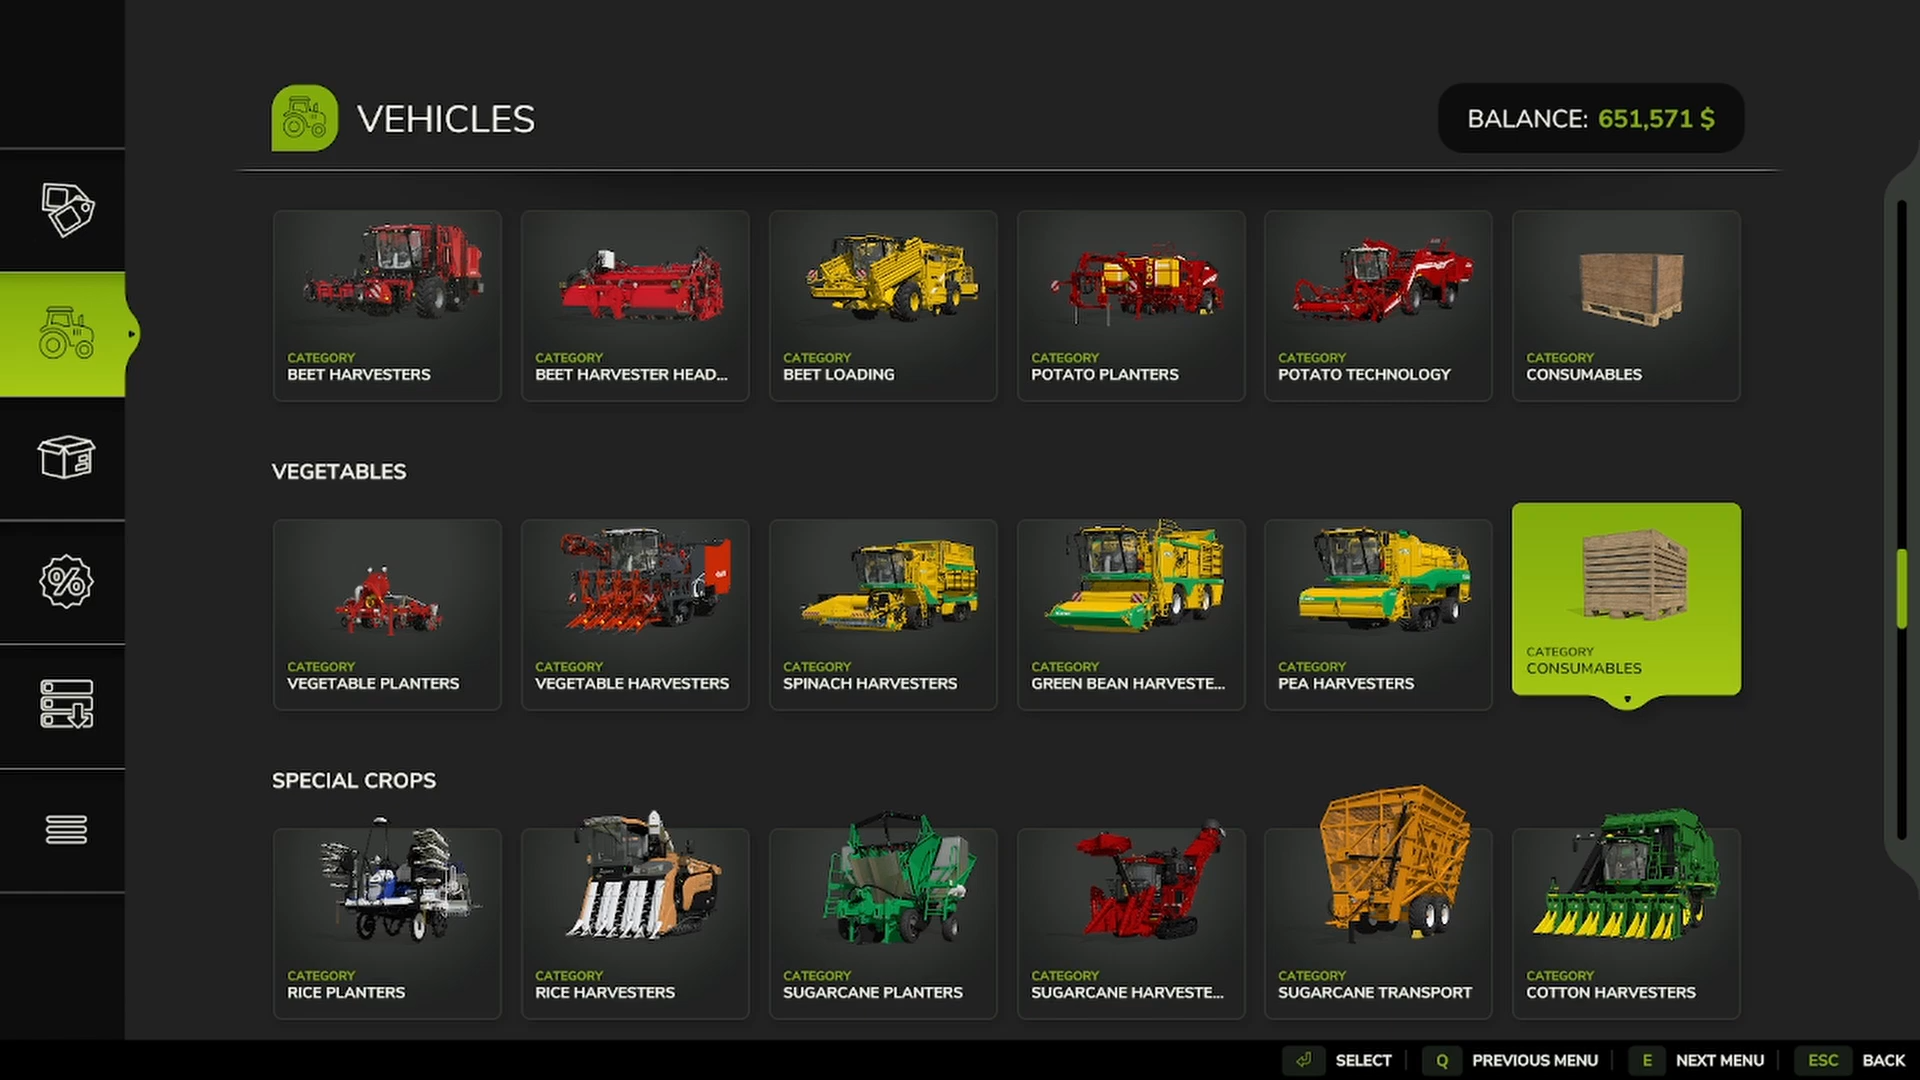 VEHICLES
BALANCE: 651,571 $
CATEGORY
BEET HARVESTERS
CATEGORY
BEET HARVESTER HEAD...
CATEGORY
BEET LOADING
CATEGORY
POTATO PLANTERS
CATEGORY
POTATO TECHNOLOGY
CATEGORY
CONSUMABLES
VEGETABLES
CATEGORY
VEGETABLE PLANTERS
CATEGORY
VEGETABLE HARVESTERS
CATEGORY
SPINACH HARVESTERS
CATEGORY
GREEN BEAN HARVESTE...
CATEGORY
PEA HARVESTERS
CATEGORY
CONSUMABLES
SPECIAL CROPS
CATEGORY
RICE PLANTERS
CATEGORY
RICE HARVESTERS
CATEGORY
SUGARCANE PLANTERS
CATEGORY
SUGARCANE HARVESTE...
CATEGORY
SUGARCANE TRANSPORT
CATEGORY
COTTON HARVESTERS
SELECT
Q PREVIOUS MENU
E NEXT MENU
ESC BACK